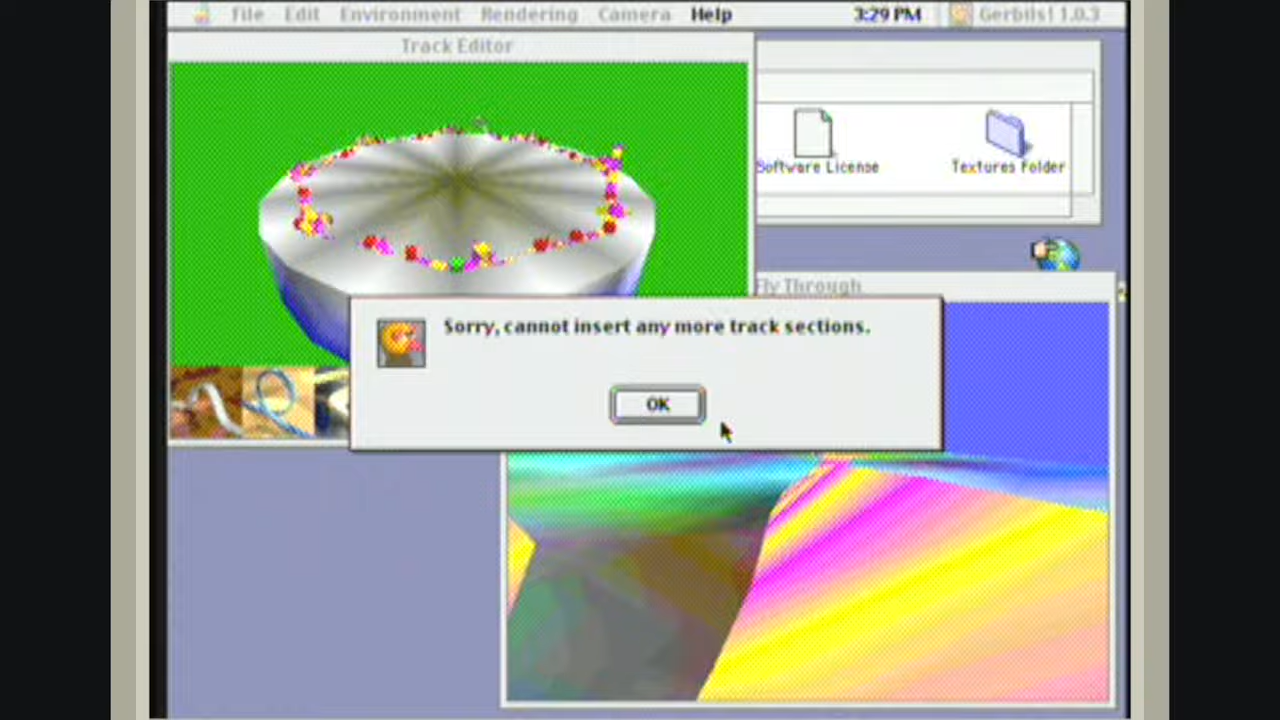 File Edit Environment Rendering Camera Help 3:29 PM Gerbils! 1.0.3
Track Editor
Software License
Textures Folder
Fly Through
Sorry, cannot insert any more track sections.
OK